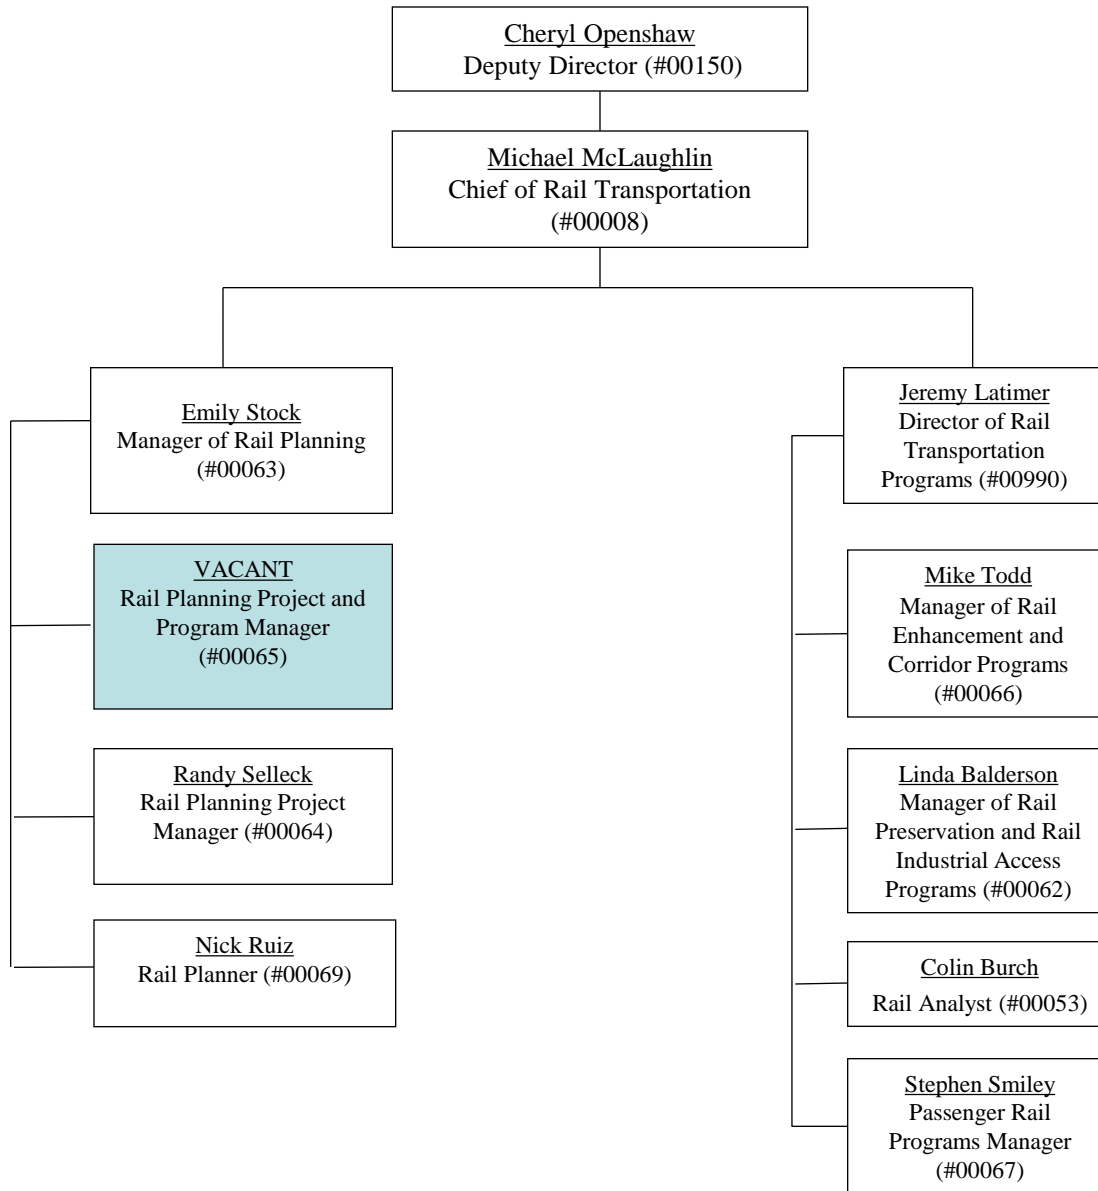 Cheryl Openshaw
Deputy Director (#00150)
Michael McLaughlin
Chief of Rail Transportation
(#00008)
Emily Stock
Manager of Rail Planning
(#00063)
VACANT
Rail Planning Project and
Program Manager
(#00065)
Randy Selleck
Rail Planning Project
Manager (#00064)
Nick Ruiz
Rail Planner (#00069)
Jeremy Latimer
Director of Rail
Transportation
Programs (#00990)
Mike Todd
Manager of Rail
Enhancement and
Corridor Programs
(#00066)
Linda Balderson
Manager of Rail
Preservation and Rail
Industrial Access
Programs (#00062)
Colin Burch
Rail Analyst (#00053)
Stephen Smiley
Passenger Rail
Programs Manager
(#00067)